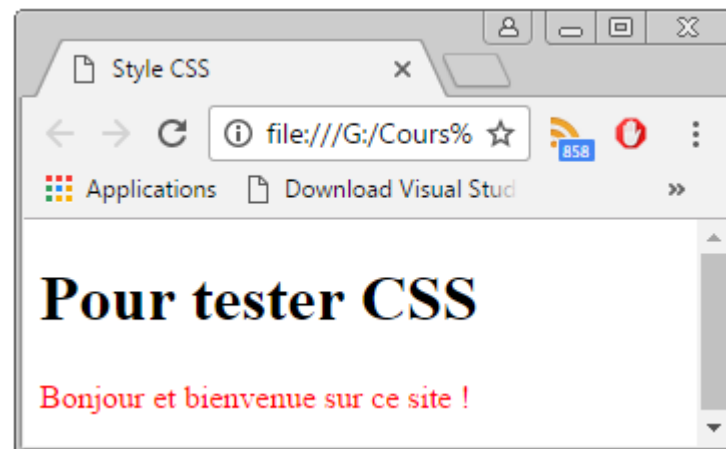 Style CSS
file:///G:/Cours%
858
Applications Download Visual Stud
Pour tester CSS
Bonjour et bienvenue sur ce site !